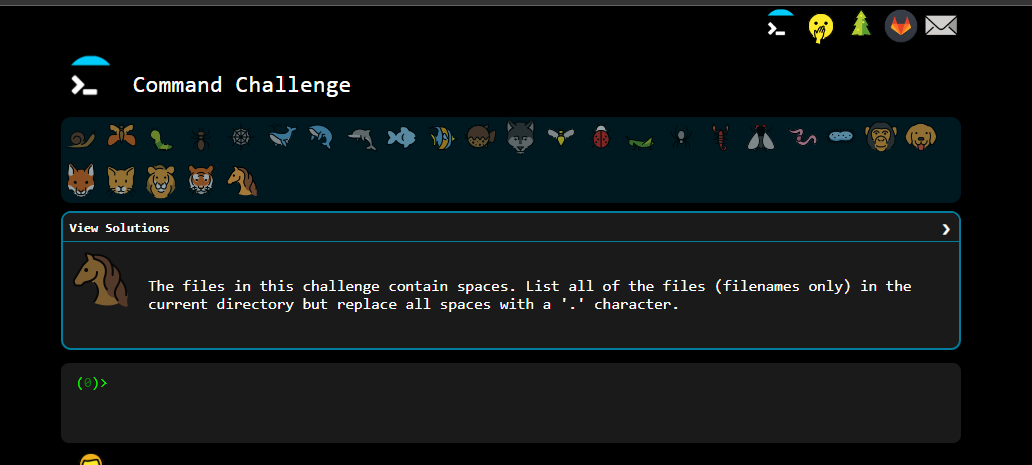 Command Challenge
View Solutions
The files in this challenge contain spaces. List all of the files (filenames only) in the
current directory but replace all spaces with a '.' character.
(0)>